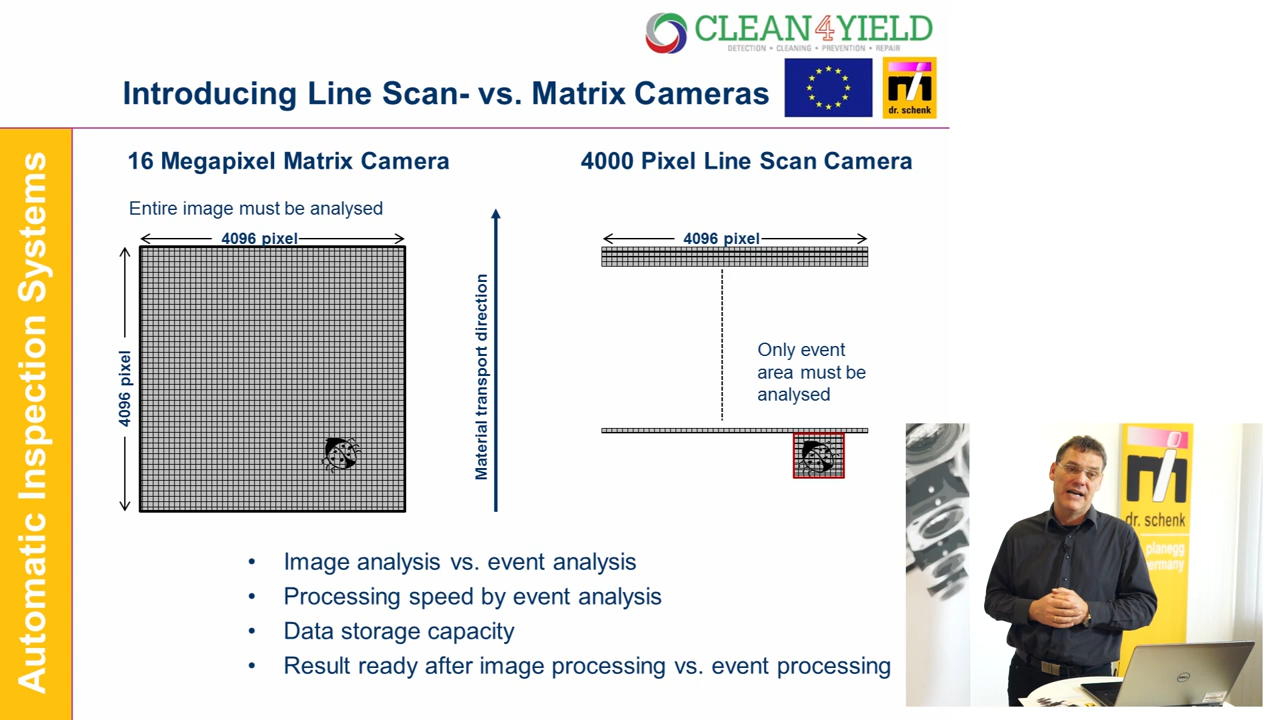 CLEAN4YIELD
DETECTION • CLEANING • PREVENTION • REPAIR
Introducing Line Scan- vs. Matrix Cameras
dr. schenk
Automatic Inspection Systems
16 Megapixel Matrix Camera
Entire image must be analysed
4096 pixel
4096 pixel
Material transport direction
4000 Pixel Line Scan Camera
4096 pixel
Only event
area must be
analysed
• Image analysis vs. event analysis
• Processing speed by event analysis
• Data storage capacity
• Result ready after image processing vs. event processing
dr. schenk
planegg
ermany
DELL